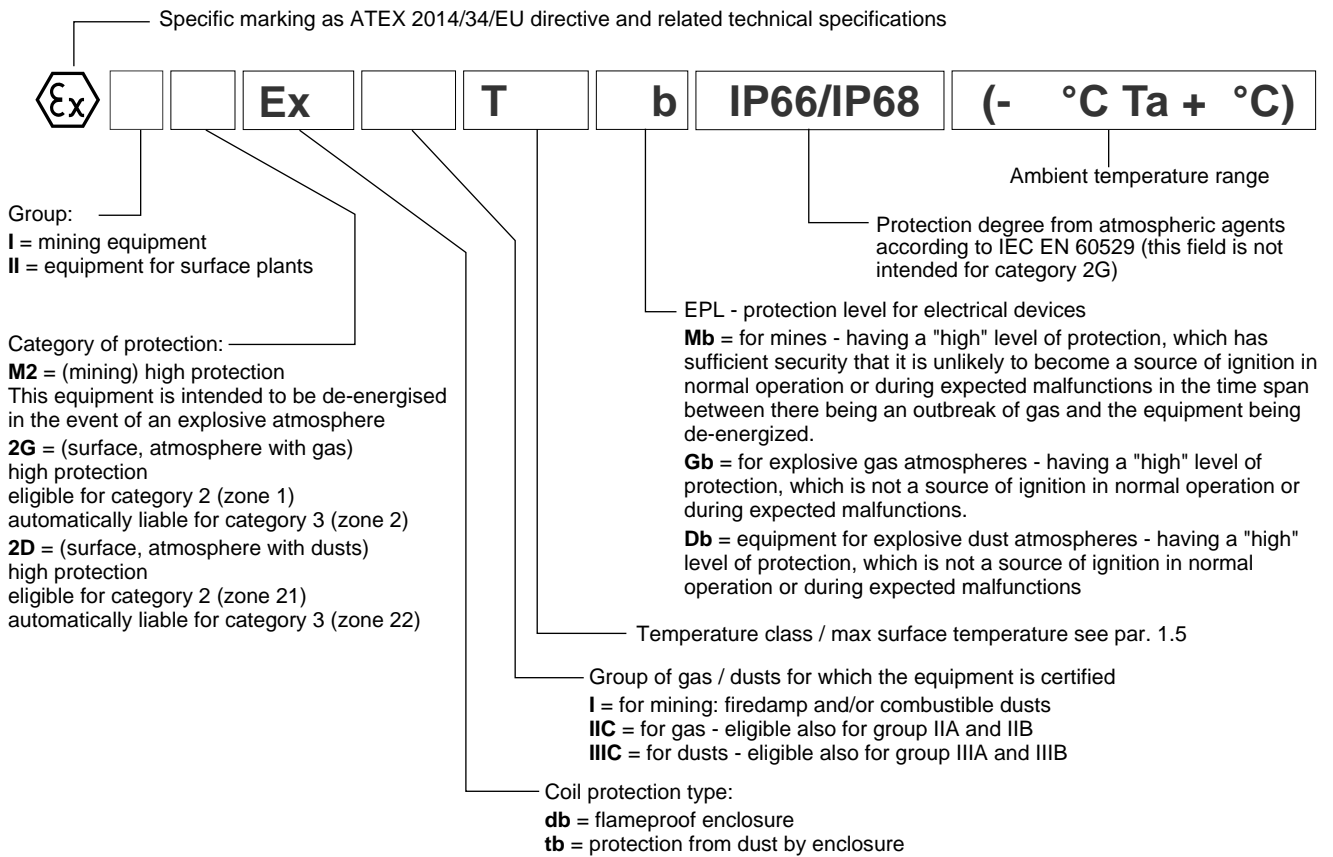 Specific marking as ATEX 2014/34/EU directive and related technical specifications
Ex Ex T b IP66/IP68 (- °C Ta + °C)
Ambient temperature range
Group:
I = mining equipment
II = equipment for surface plants
Protection degree from atmospheric agents
according to IEC EN 60529 (this field is not
intended for category 2G)
Category of protection:
M2 = (mining) high protection
This equipment is intended to be de-energised
in the event of an explosive atmosphere
2G = (surface, atmosphere with gas)
high protection
eligible for category 2 (zone 1)
automatically liable for category 3 (zone 2)
2D = (surface, atmosphere with dusts)
high protection
eligible for category 2 (zone 21)
automatically liable for category 3 (zone 22)
EPL - protection level for electrical devices
Mb = for mines - having a "high" level of protection, which has
sufficient security that it is unlikely to become a source of ignition in
normal operation or during expected malfunctions in the time span
between there being an outbreak of gas and the equipment being
de-energized.
Gb = for explosive gas atmospheres - having a "high" level of
protection, which is not a source of ignition in normal operation or
during expected malfunctions.
Db = equipment for explosive dust atmospheres - having a "high"
level of protection, which is not a source of ignition in normal
operation or during expected malfunctions
Temperature class / max surface temperature see par. 1.5
Group of gas / dusts for which the equipment is certified
I = for mining: firedamp and/or combustible dusts
IIC = for gas - eligible also for group IIA and IIB
IIIC = for dusts - eligible also for group IIIA and IIIB
Coil protection type:
db = flameproof enclosure
tb = protection from dust by enclosure